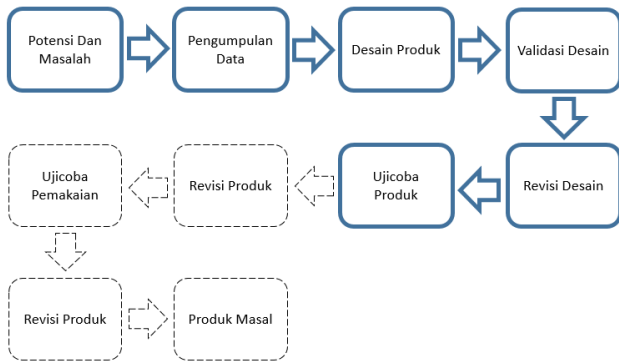 Potensi Dan
Masalah
Pengumpulan
Data
Desain Produk
Validasi Desain
Revisi Desain
Ujicoba
Produk
Revisi Produk
Ujicoba
Pemakaian
Revisi Produk
Produk Masal